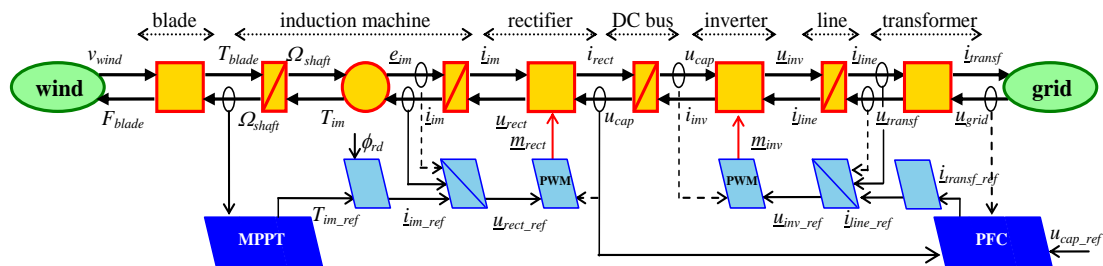 blade induction machine rectifier DC bus inverter line transformer
v_wind T_blade Ω_shaft e_im i_im i_rect u_cap u_inv i_line i_transf
wind grid
F_blade Ω_shaft T_im i_im u_rect u_cap i_inv i_line u_transf u_grid
m_rect m_inv
ϕ_rd
PWM PWM i_transf_ref
T_im_ref i_im_ref u_rect_ref u_inv_ref i_line_ref
MPPT PFC u_cap_ref